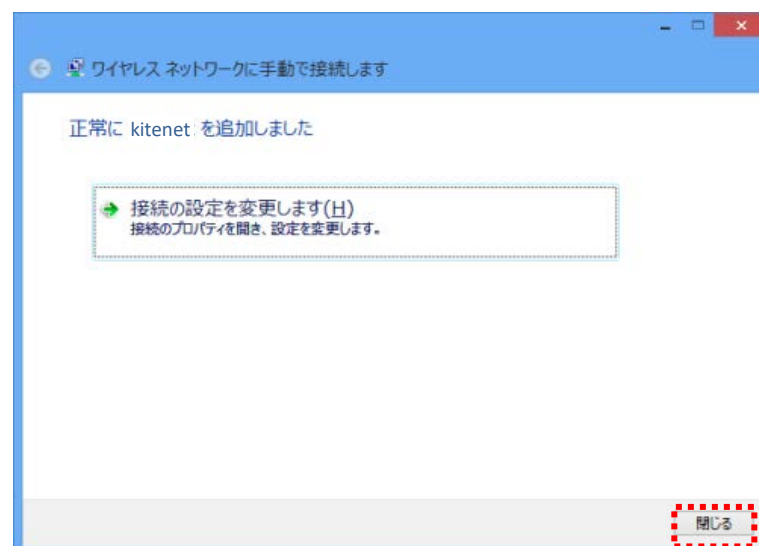 ワイヤレス ネットワークに手動で接続します
正常に kitenet を追加しました
接続の設定を変更します(H)
接続のプロパティを開き、設定を変更します。
閉じる